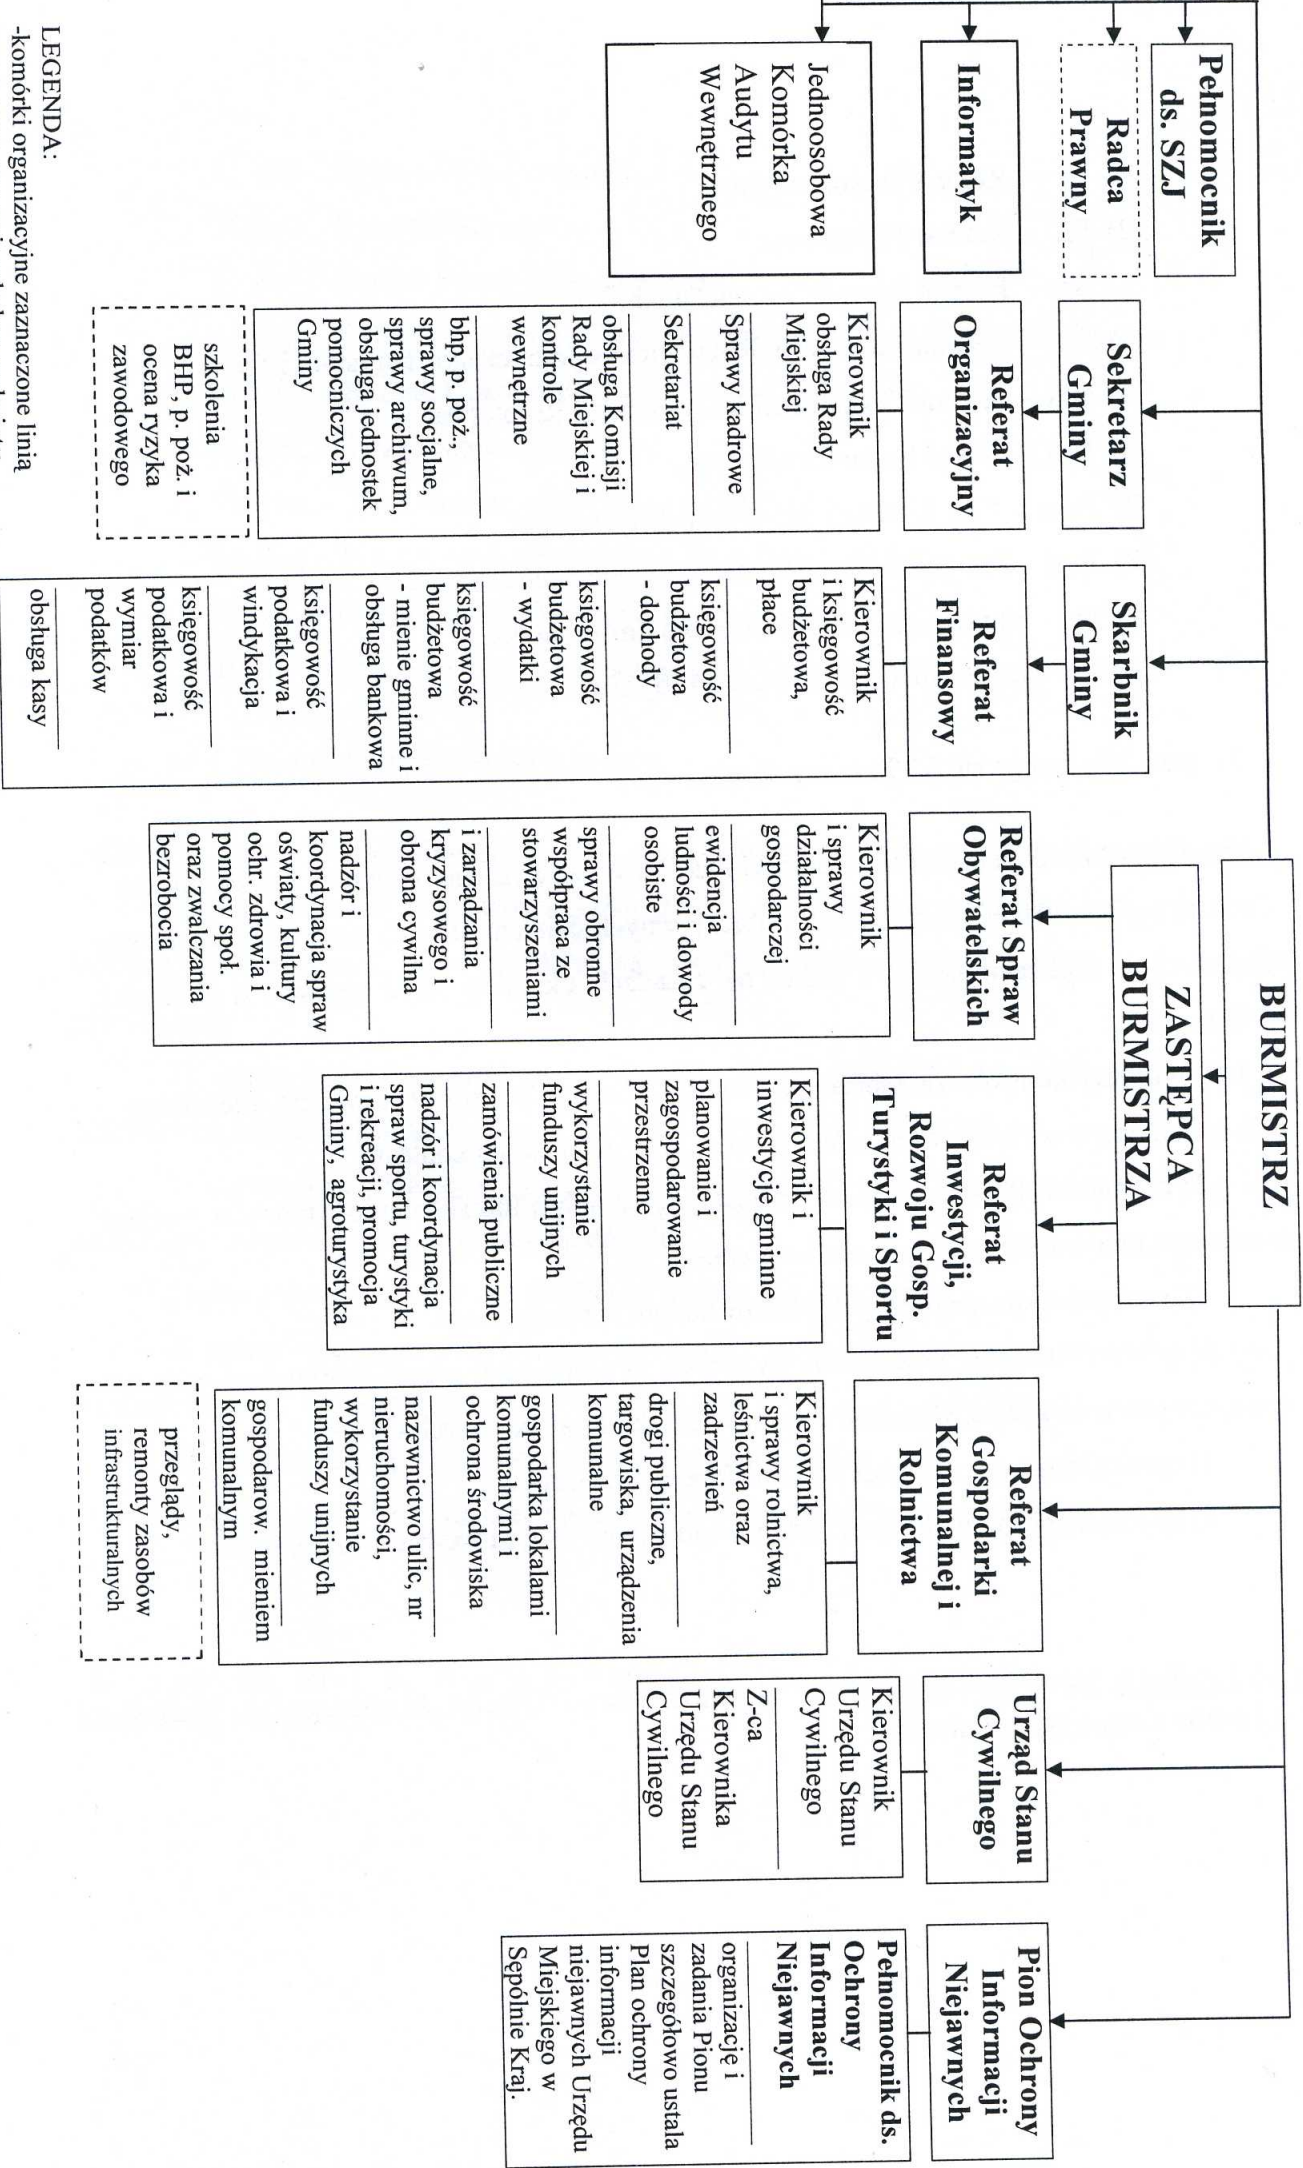 BURMISTRZ
ZASTĘPCA
BURMISTRZA
Pełnomocnik
ds. SZJ
Radca
Prawny
Informatyk
Jednoosobowa
Komórka
Audytu
Wewnętrznego
Sekretarz
Gminy
Referat
Organizacyjny
Kierownik
obsługa Rady
Miejskiej
Sprawy kadrowe
Sekretariat
obsługa Komisji
Rady Miejskiej i
kontrole
wewnętrzne
bhp, p. poż.,
sprawy socjalne,
sprawy archiwum,
obsługa jednostek
pomocniczych
Gminy
szkolenia
BHP, p. poż. i
ocena ryzyka
zawodowego
Skarbnik
Gminy
Referat
Finansowy
Kierownik
i księgowość
budżetowa,
płace
księgowość
budżetowa
- dochody
księgowość
budżetowa
- wydatki
księgowość
budżetowa
- mienie gminne i
obsługa bankowa
księgowość
podatkowa i
windykacja
księgowość
podatkowa i
wymiar
podatków
obsługa kasy
Referat Spraw
Obywatelskich
Kierownik
i sprawy
działalności
gospodarczej
ewidencja
ludności i dowody
osobiste
sprawy obronne
współpraca ze
stowarzyszeniami
i zarządzania
kryzysowego i
obrona cywilna
nadzór i
koordynacja spraw
oświaty, kultury
ochr. zdrowia i
pomocy społ.
oraz zwalczania
bezrobocia
Referat
Inwestycji,
Rozwoju Gosp.
Turystyki i Sportu
Kierownik i
inwestycje gminne
planowanie i
zagospodarowanie
przestrzenne
wykorzystanie
funduszy unijnych
zamówienia publiczne
nadzór i koordynacja
spraw sportu, turystyki
i rekreacji, promocja
Gminy, agroturystyka
Referat
Gospodarki
Komunalnej i
Rolnictwa
Kierownik
i sprawy rolnictwa,
leśnictwa oraz
zadrzewień
drogi publiczne,
targowiska, urządzenia
komunalne
gospodarka lokalami
komunalnymi i
ochrona środowiska
nazewnictwo ulic, nr
nieruchomości,
wykorzystanie
funduszy unijnych
gospodarow. mieniem
komunalnym
przeglądy,
remonty zasobów
infrastrukturalnych
Urząd Stanu
Cywilnego
Kierownik
Urzędu Stanu
Cywilnego
Z-ca
Kierownika
Urzędu Stanu
Cywilnego
Pion Ochrony
Informacji
Niejawnych
Pełnomocnik ds.
Ochrony
Informacji
Niejawnych
organizację i
zadania Pionu
szczegółowo ustala
Plan ochrony
informacji
niejawnych Urzędu
Miejskiego w
Sępólnie Kraj.
LEGENDA:
-komórki organizacyjne zaznaczone linią